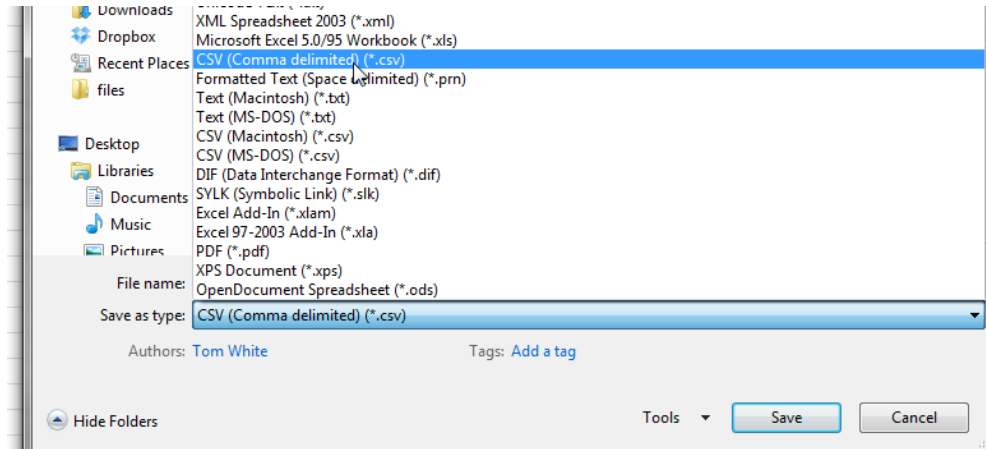 Downloads
Dropbox
Recent Places
files
Desktop
Libraries
Documents
Music
Pictures
XML Spreadsheet 2003 (*.xml)
Microsoft Excel 5.0/95 Workbook (*.xls)
CSV (Comma delimited) (*.csv)
Formatted Text (Space delimited) (*.prn)
Text (Macintosh) (*.txt)
Text (MS-DOS) (*.txt)
CSV (Macintosh) (*.csv)
CSV (MS-DOS) (*.csv)
DIF (Data Interchange Format) (*.dif)
SYLK (Symbolic Link) (*.slk)
Excel Add-In (*.xlam)
Excel 97-2003 Add-In (*.xla)
PDF (*.pdf)
XPS Document (*.xps)
OpenDocument Spreadsheet (*.ods)
File name:
Save as type: CSV (Comma delimited) (*.csv)
Authors: Tom White Tags: Add a tag
Hide Folders Tools Save Cancel